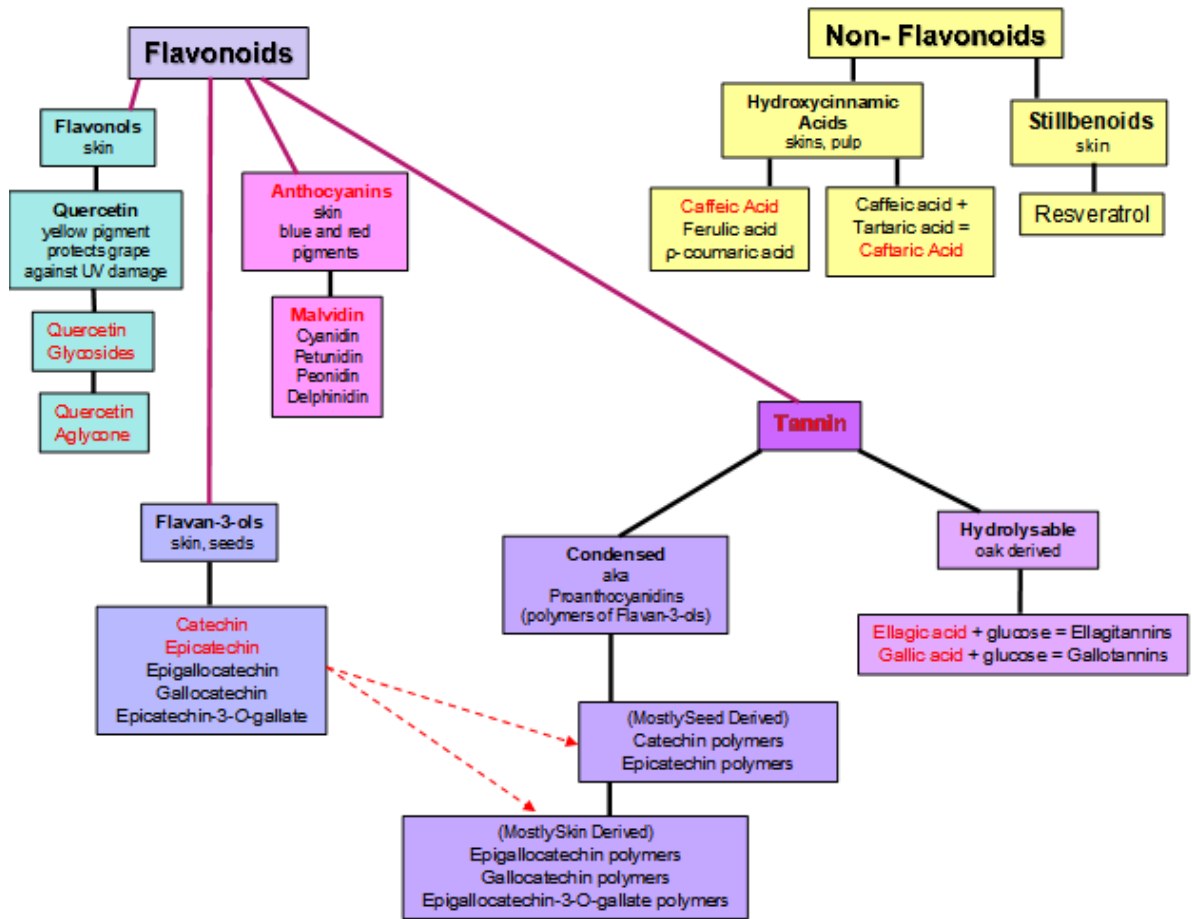 Flavonoids
Flavonols
skin
Quercetin
yellow pigment
protects grape
against UV damage
Quercetin
Glycosides
Quercetin
Aglycone
Anthocyanins
skin
blue and red
pigments
Malvidin
Cyanidin
Petunidin
Peonidin
Delphinidin
Flavan-3-ols
skin, seeds
Catechin
Epicatechin
Epigallocatechin
Gallocatechin
Epicatechin-3-O-gallate
Tannin
Condensed
aka
Proanthocyanidins
(polymers of Flavan-3-ols)
(MostlySeed Derived)
Catechin polymers
Epicatechin polymers
(MostlySkin Derived)
Epigallocatechin polymers
Gallocatechin polymers
Epigallocatechin-3-O-gallate polymers
Hydrolysable
oak derived
Ellagic acid + glucose = Ellagitannins
Gallic acid + glucose = Gallotannins
Non- Flavonoids
Hydroxycinnamic
Acids
skins, pulp
Caffeic Acid
Ferulic acid
ρ-coumaric acid
Caffeic acid +
Tartaric acid =
Caftaric Acid
Stillbenoids
skin
Resveratrol